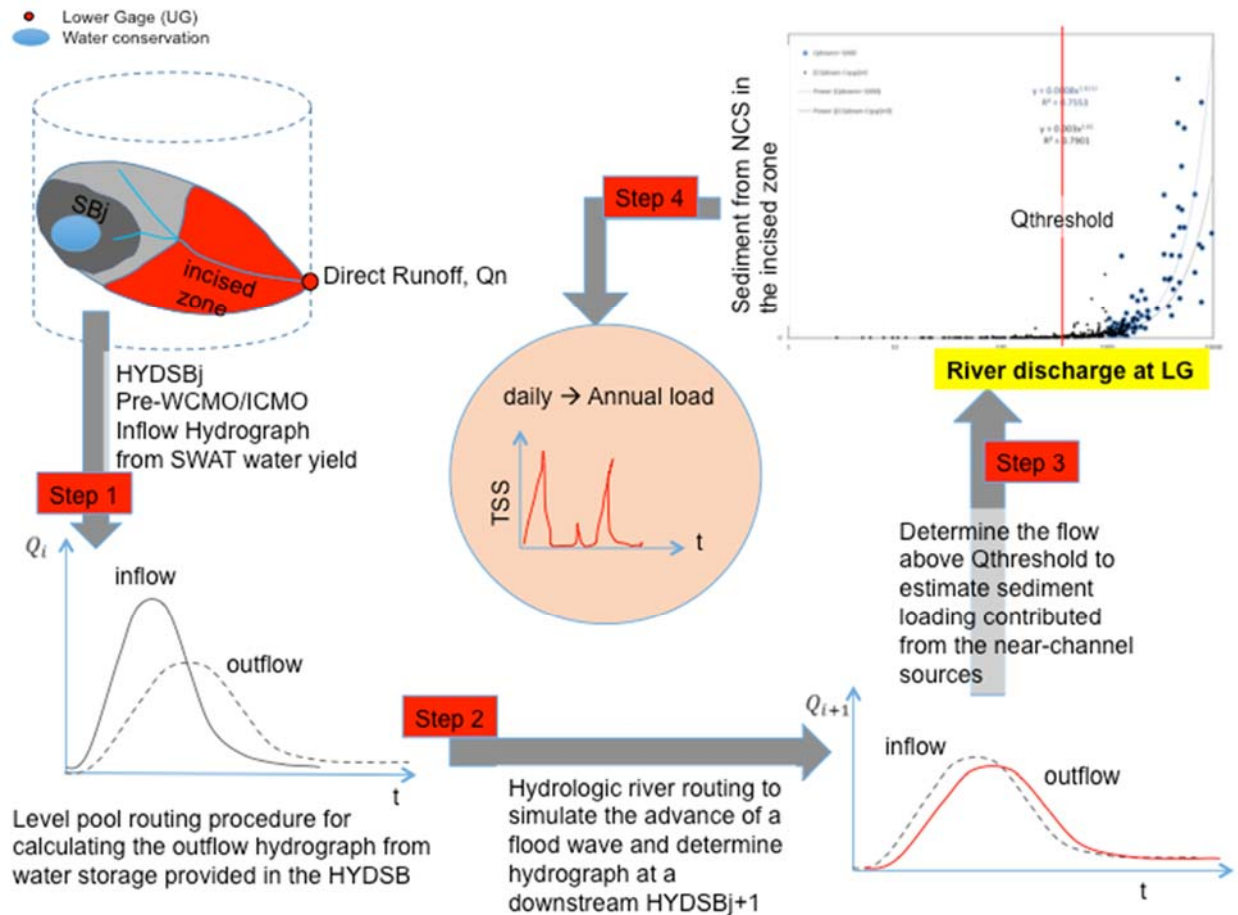 Lower Gage (UG)
Water conservation
SBj
incised
zone
Direct Runoff, Qn
HYDSBj
Pre-WCMO/ICMO
Inflow Hydrograph
from SWAT water yield
Step 1
Q_i
inflow
outflow
t
Level pool routing procedure for
calculating the outflow hydrograph from
water storage provided in the HYDSB
Step 2
Hydrologic river routing to
simulate the advance of a
flood wave and determine
hydrograph at a
downstream HYDSBj+1
Q_{i+1}
inflow
outflow
t
Step 3
Determine the flow
above Qthreshold to
estimate sediment
loading contributed
from the near-channel
sources
River discharge at LG
Sediment from NCS in
the incised zone
Qthreshold
R² = 0.7901
Step 4
daily → Annual load
TSS
t